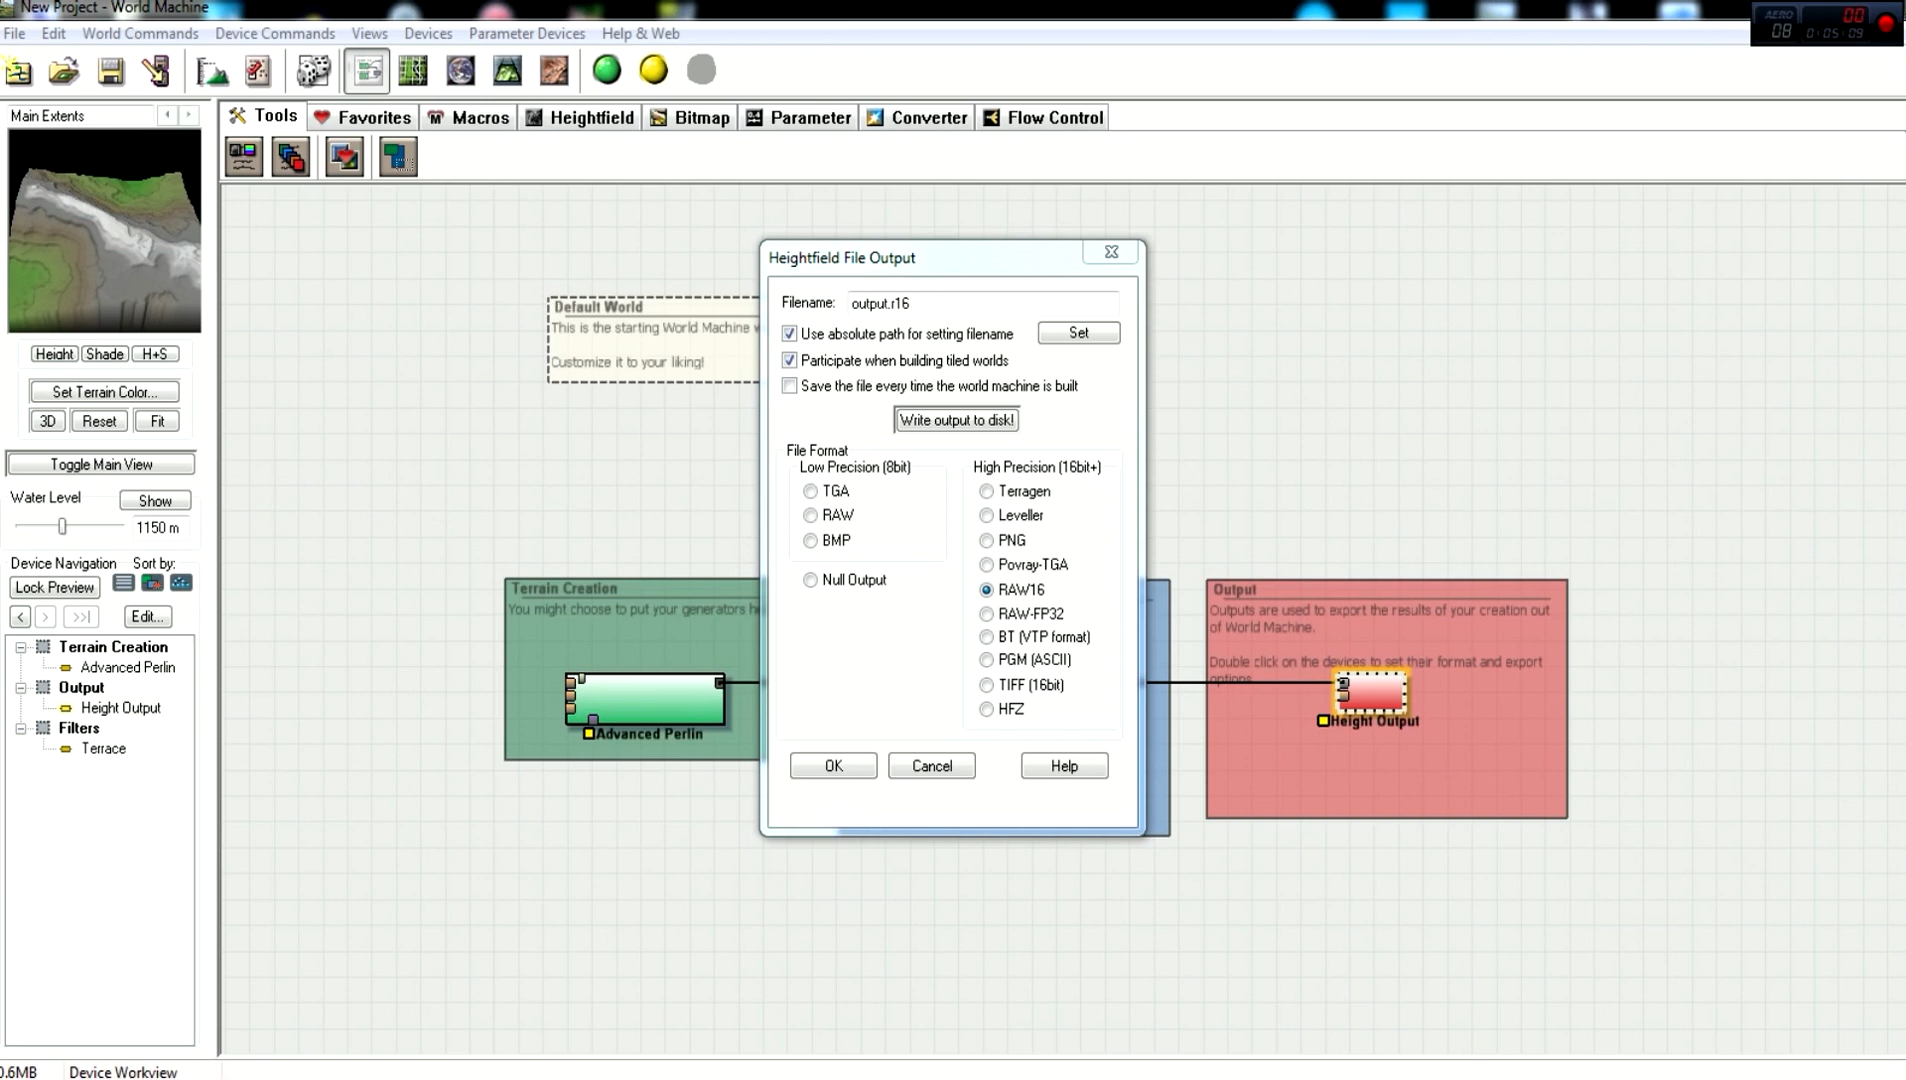 New Project - World Machine
File Edit World Commands Device Commands Views Devices Parameter Devices Help & Web
AERO 00
08 0:05:09
Main Extents
Tools Favorites Macros Heightfield Bitmap Parameter Converter Flow Control
Height Shade H+S
Set Terrain Color...
3D Reset Fit
Toggle Main View
Water Level Show
1150 m
Device Navigation Sort by:
Lock Preview
< > >>| Edit...
Terrain Creation
Advanced Perlin
Output
Height Output
Filters
Terrace
Default World
This is the starting World Machine
Customize it to your liking!
Terrain Creation
You might choose to put your generators
Advanced Perlin
Heightfield File Output
Filename: output.r16
Use absolute path for setting filename Set
Participate when building tiled worlds
Save the file every time the world machine is built
Write output to disk!
File Format
Low Precision (8bit)
TGA
RAW
BMP
Null Output
High Precision (16bit+)
Terragen
Leveller
PNG
Povray-TGA
RAW16
RAW-FP32
BT (VTP format)
PGM (ASCII)
TIFF (16bit)
HFZ
OK Cancel Help
Output
Outputs are used to export the results of your creation out
of World Machine.
Double click on the devices to set their format and export
options.
Height Output
0.6MB Device Workview